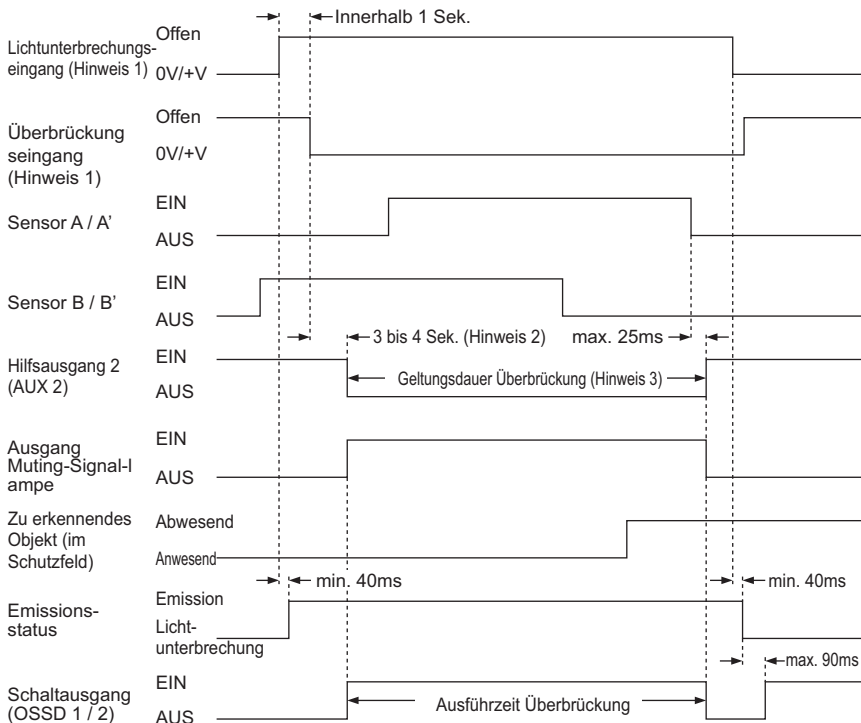 Innerhalb 1 Sek.
Lichtunterbrechungs-
eingang (Hinweis 1)
Offen
0V/+V
Überbrückung
seingang
(Hinweis 1)
Offen
0V/+V
Sensor A / A’
EIN
AUS
Sensor B / B’
EIN
AUS
3 bis 4 Sek. (Hinweis 2)
max. 25ms
Hilfsausgang 2
(AUX 2)
EIN
AUS
Geltungsdauer Überbrückung (Hinweis 3)
Ausgang
Muting-Signal-l
ampe
EIN
AUS
Zu erkennendes
Objekt (im
Schutzfeld)
Abwesend
Anwesend
min. 40ms
min. 40ms
Emissions-
status
Emission
Licht-
unterbrechung
max. 90ms
Schaltausgang
(OSSD 1 / 2)
EIN
AUS
Ausführzeit Überbrückung